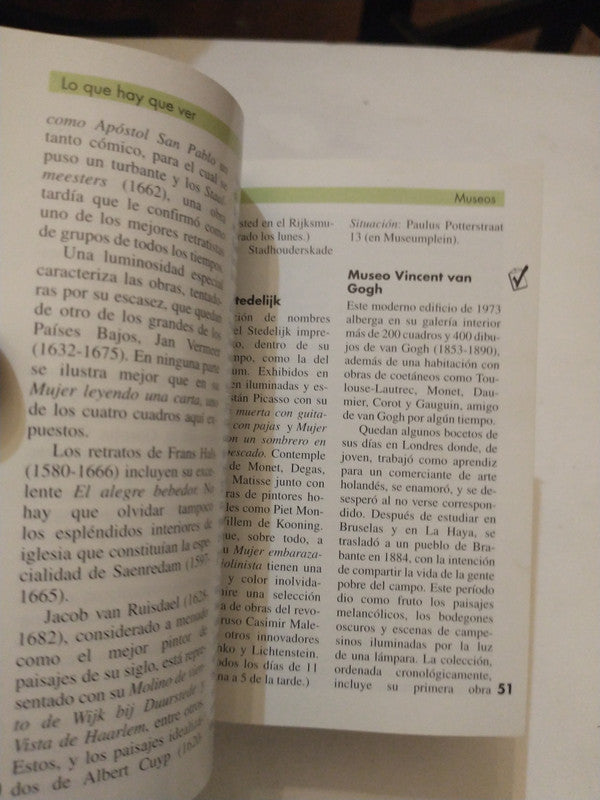 Lo que hay que ver
como Apóstol San Pablo un
tanto cómico, para el cual se
puso un turbante y los Staal-
meesters (1662), una obra
tardía que le confirmó como
uno de los mejores retratistas
de grupos de todos los tiempos.
Una luminosidad especial
caracteriza las obras, tentado-
ras por su escasez, que quedan
de otro de los grandes de los
Países Bajos, Jan Vermeer
(1632-1675). En ninguna parte
se ilustra mejor que en su
Mujer leyendo una carta, uno
de los cuatro cuadros aquí ex-
puestos.
Los retratos de Frans Hals
(1580-1666) incluyen su exce-
lente El alegre bebedor. No
hay que olvidar tampoco
los espléndidos interiores de
iglesia que constituían la espe-
cialidad de Saenredam (1597-
1665).
Jacob van Ruisdael (1628-
1682), considerado a menudo
como el mejor pintor de
paisajes de su siglo, está repre-
sentado con su Molino de vien-
to de Wijk bij Duurstede y
Vista de Haarlem, entre otros.
Estos, y los paisajes idealiza-
dos de Albert Cuyp (1620-
Museos
sted en el Rijksmu-
rado los lunes.)
Stadhouderskade
tedelijk
ción de nombres
el Stedelijk impre-
o, dentro de su
mpo, como la del
um. Exhibidos en
en iluminadas y es-
stán Picasso con su
muerta con guita-
con pajas y Mujer
on un sombrero en
pescado. Contemple
de Monet, Degas,
Matisse junto con
ras de pintores ho-
les como Piet Mon-
Villem de Kooning.
ue, sobre todo, a
u Mujer embaraza-
iolinista tienen una
y color inolvida-
mire una selección
a de obras del revo-
ruso Casimir Male-
otros innovadores
nko y Lichtenstein.
odos los días de 11
na a 5 de la tarde.)
Situación: Paulus Potterstraat
13 (en Museumplein).
Museo Vincent van
Gogh
Este moderno edificio de 1973
alberga en su galería interior
más de 200 cuadros y 400 dibu-
jos de van Gogh (1853-1890),
además de una habitación con
obras de coetáneos como Tou-
louse-Lautrec, Monet, Dau-
mier, Corot y Gauguin, amigo
de van Gogh por algún tiempo.
Quedan algunos bocetos de
sus días en Londres donde, de
joven, trabajó como aprendiz
para un comerciante de arte
holandés, se enamoró, y se de-
sesperó al no verse correspon-
dido. Después de estudiar en
Bruselas y en La Haya, se
trasladó a un pueblo de Bra-
bante en 1884, con la intención
de compartir la vida de la gente
pobre del campo. Este período
dio como fruto los paisajes
melancólicos, los bodegones
oscuros y escenas de campe-
sinos iluminadas por la luz
de una lámpara. La colección,
ordenada cronológicamente,
incluye su primera obra
51